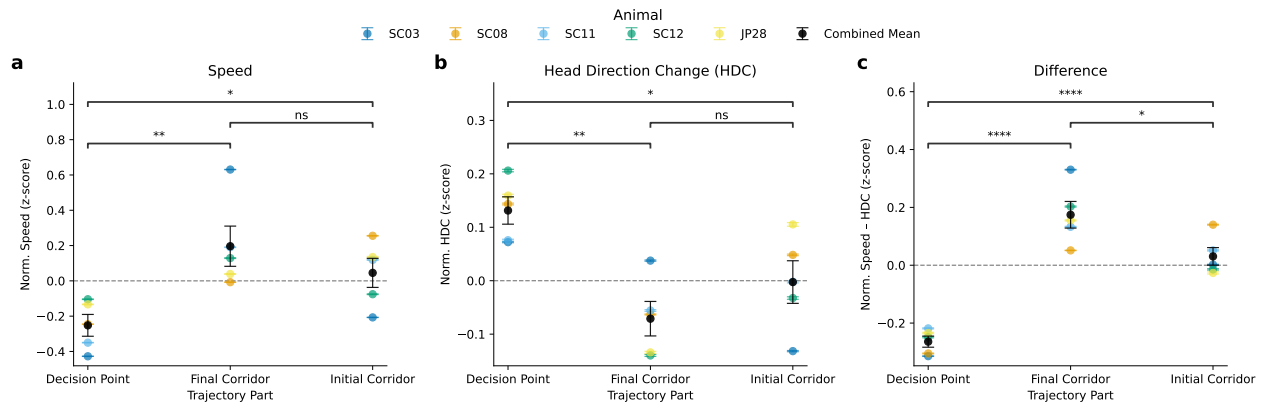 Animal
SC03 SC08 SC11 SC12 JP28 Combined Mean
a
Speed
Norm. Speed (z-score)
1.0
0.8
0.6
0.4
0.2
0.0
−0.2
−0.4
*
ns
**
Decision Point Final Corridor Initial Corridor
Trajectory Part
b
Head Direction Change (HDC)
Norm. HDC (z-score)
0.3
0.2
0.1
0.0
−0.1
*
ns
**
Decision Point Final Corridor Initial Corridor
Trajectory Part
c
Difference
Norm. Speed − HDC (z-score)
0.6
0.4
0.2
0.0
−0.2
****
*
****
Decision Point Final Corridor Initial Corridor
Trajectory Part